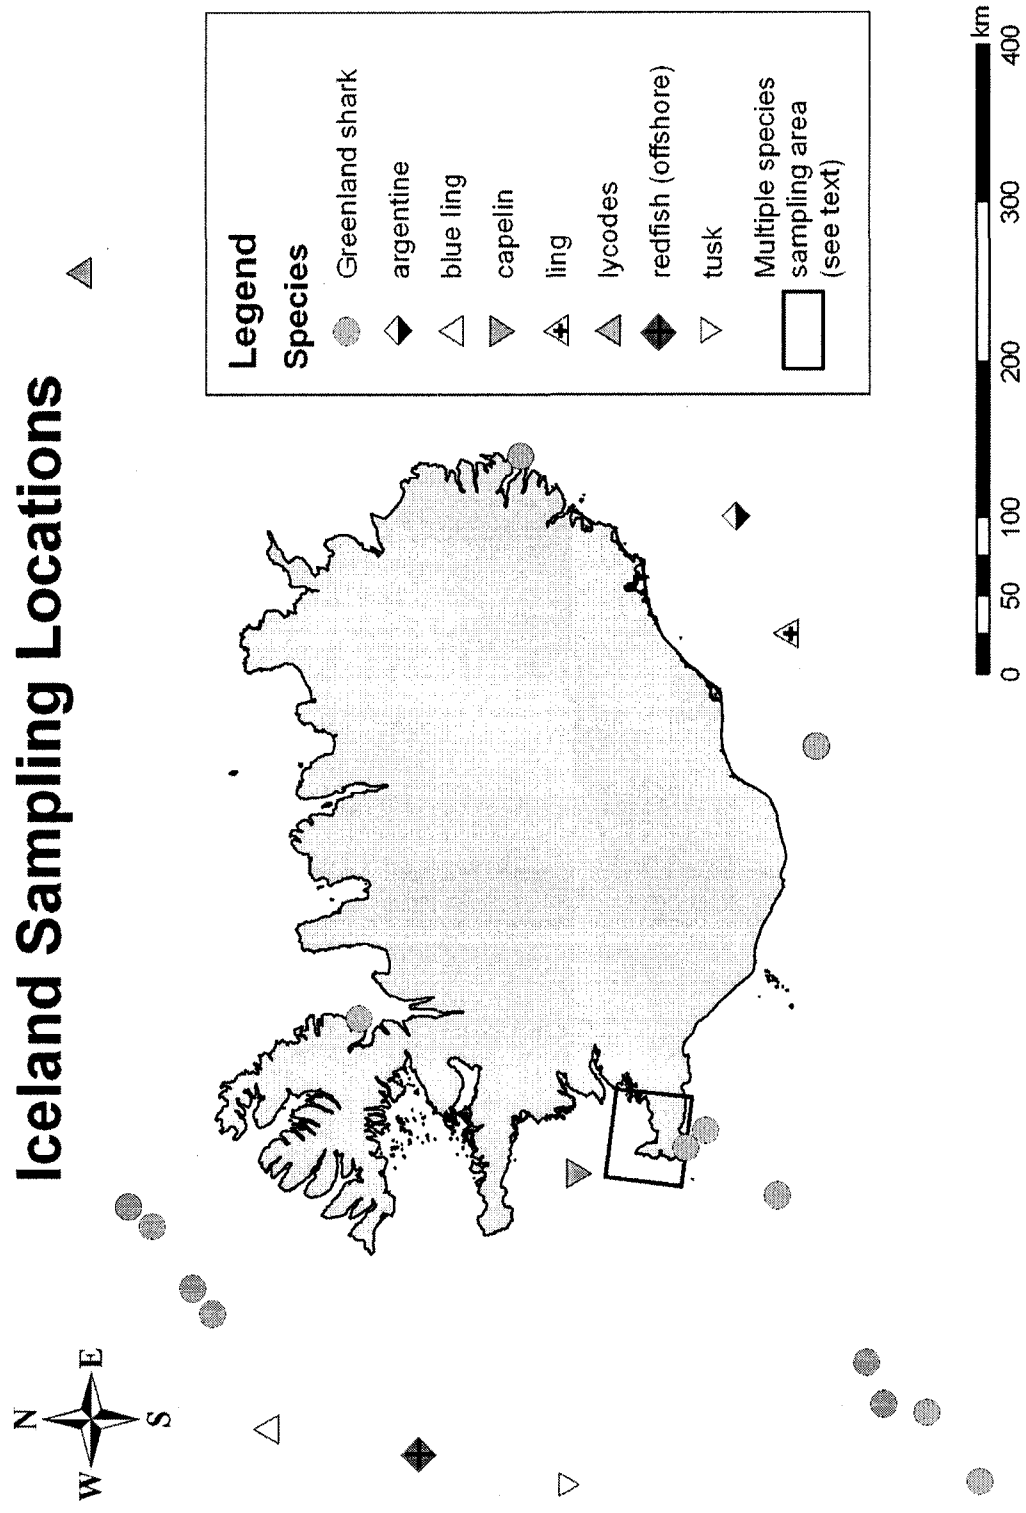 Iceland Sampling Locations
N
W
E
S
Legend
Species
Greenland shark
argentine
blue ling
capelin
ling
lycodes
redfish (offshore)
tusk
Multiple species
sampling area
(see text)
km
0
50
100
200
300
400